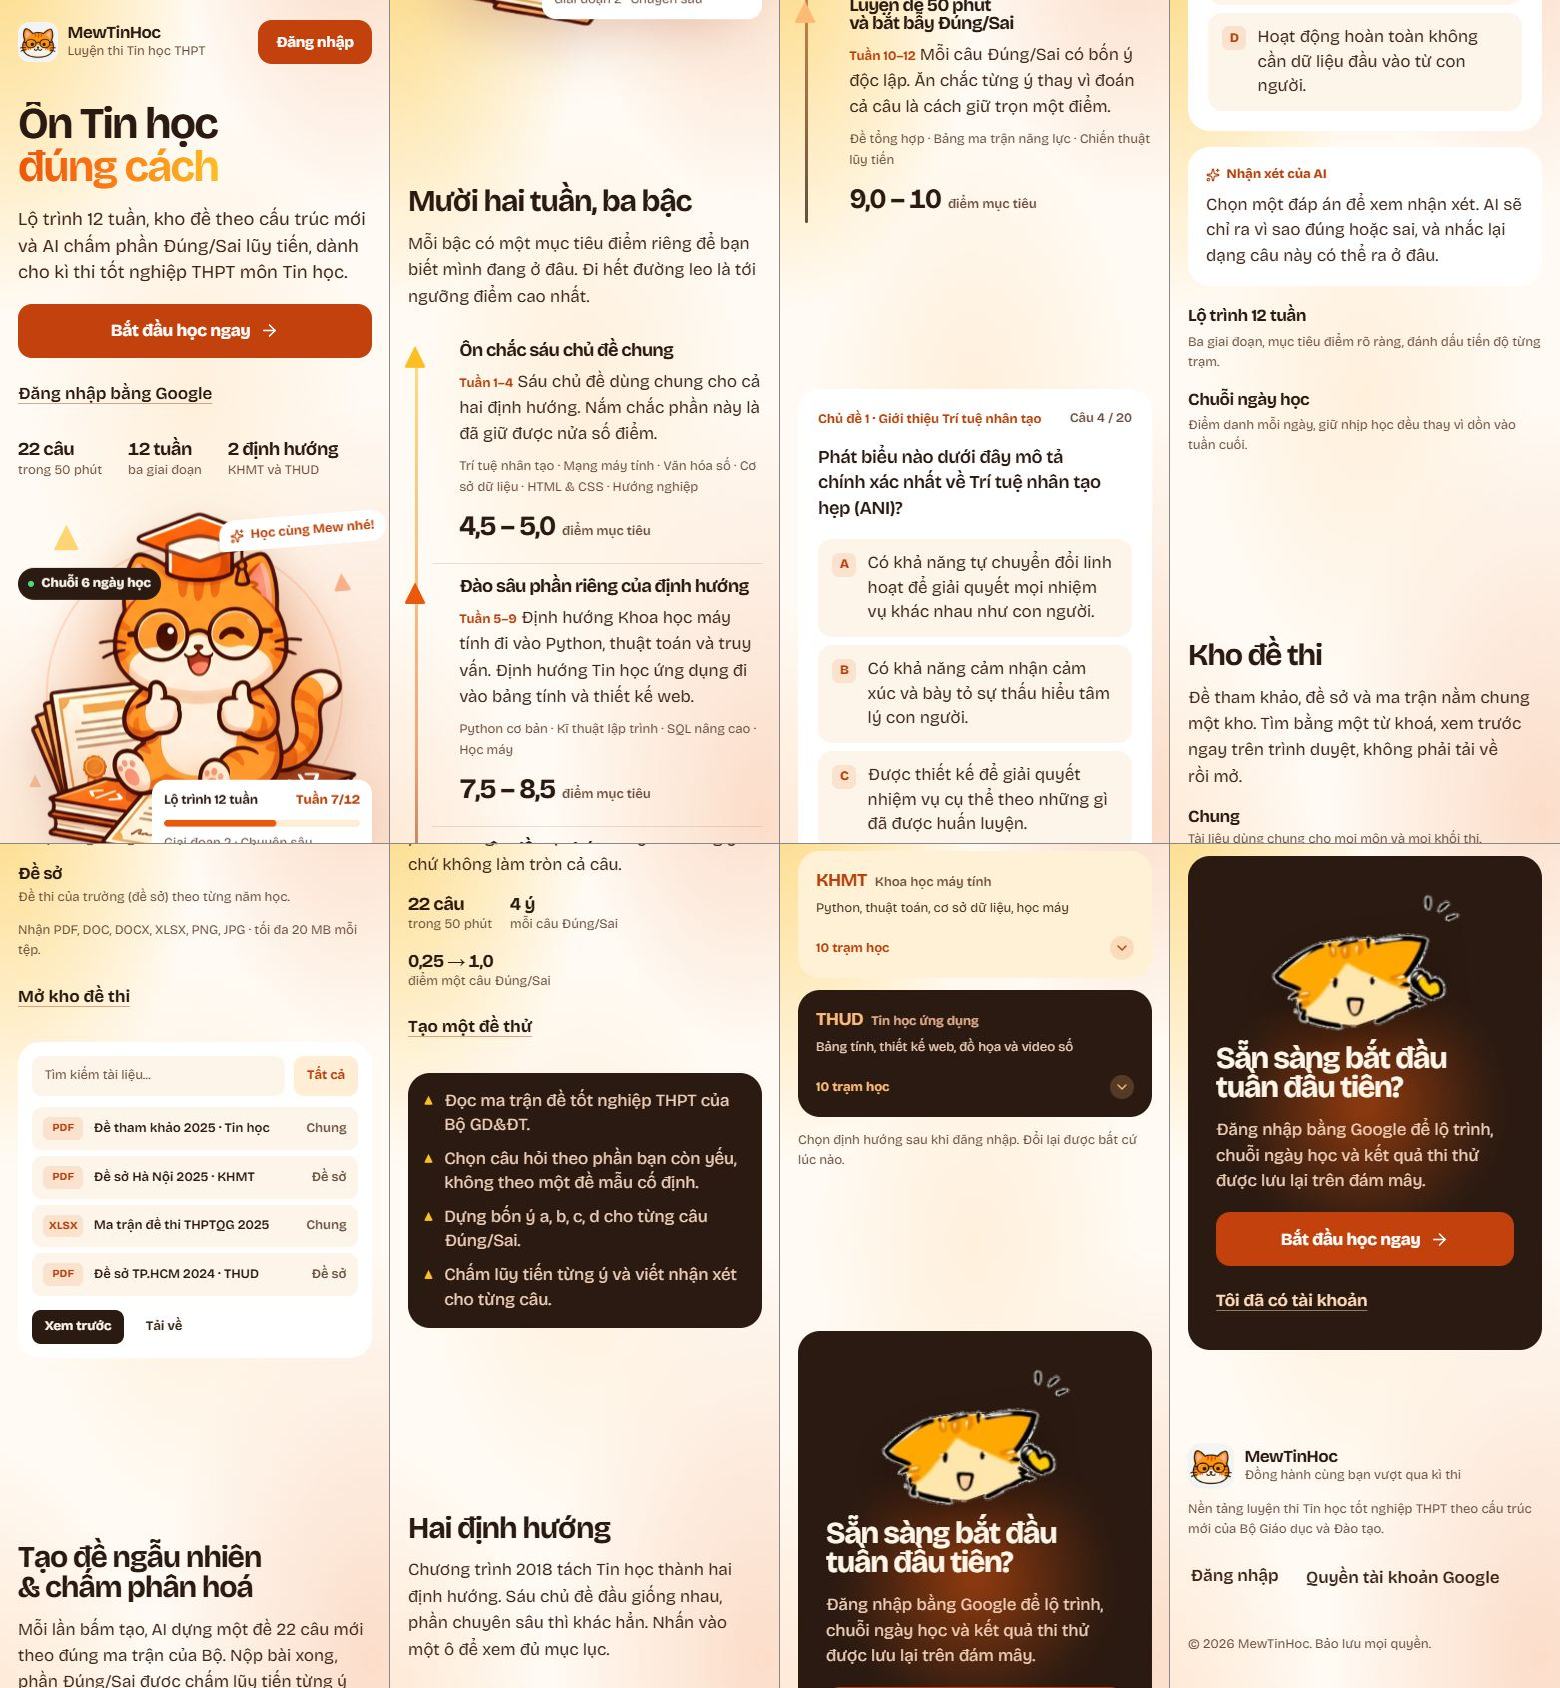 MewTinHoc
Luyện thi Tin học THPT
Đăng nhập
Ôn Tin học
đúng cách
Lộ trình 12 tuần, kho đề theo cấu trúc mới
và AI chấm phần Đúng/Sai lũy tiến, dành
cho kì thi tốt nghiệp THPT môn Tin học.
Bắt đầu học ngay →
Đăng nhập bằng Google
22 câu
trong 50 phút
12 tuần
ba giai đoạn
2 định hướng
KHMT và THUD
Học cùng Mew nhé!
Chuỗi 6 ngày học
Lộ trình 12 tuần
Tuần 7/12
Giai đoạn 2 · Chuyên sâu
Giai đoạn 2 · Chuyên sâu
Mười hai tuần, ba bậc
Mỗi bậc có một mục tiêu điểm riêng để bạn
biết mình đang ở đâu. Đi hết đường leo là tới
ngưỡng điểm cao nhất.
Ôn chắc sáu chủ đề chung
Tuần 1–4 Sáu chủ đề dùng chung cho cả
hai định hướng. Nắm chắc phần này là
đã giữ được nửa số điểm.
Trí tuệ nhân tạo · Mạng máy tính · Văn hóa số · Cơ
sở dữ liệu · HTML & CSS · Hướng nghiệp
4,5 – 5,0 điểm mục tiêu
Đào sâu phần riêng của định hướng
Tuần 5–9 Định hướng Khoa học máy
tính đi vào Python, thuật toán và truy
vấn. Định hướng Tin học ứng dụng đi
vào bảng tính và thiết kế web.
Python cơ bản · Kĩ thuật lập trình · SQL nâng cao ·
Học máy
7,5 – 8,5 điểm mục tiêu
Luyện đề 50 phút
và bắt bẫy Đúng/Sai
Tuần 10–12 Mỗi câu Đúng/Sai có bốn ý
độc lập. Ăn chắc từng ý thay vì đoán
cả câu là cách giữ trọn một điểm.
Đề tổng hợp · Bảng ma trận năng lực · Chiến thuật
lũy tiến
9,0 – 10 điểm mục tiêu
Chủ đề 1 · Giới thiệu Trí tuệ nhân tạo
Câu 4 / 20
Phát biểu nào dưới đây mô tả
chính xác nhất về Trí tuệ nhân tạo
hẹp (ANI)?
A Có khả năng tự chuyển đổi linh
hoạt để giải quyết mọi nhiệm
vụ khác nhau như con người.
B Có khả năng cảm nhận cảm
xúc và bày tỏ sự thấu hiểu tâm
lý con người.
C Được thiết kế để giải quyết
nhiệm vụ cụ thể theo những gì
đã được huấn luyện.
D Hoạt động hoàn toàn không
cần dữ liệu đầu vào từ con
người.
Nhận xét của AI
Chọn một đáp án để xem nhận xét. AI sẽ
chỉ ra vì sao đúng hoặc sai, và nhắc lại
dạng câu này có thể ra ở đâu.
Lộ trình 12 tuần
Ba giai đoạn, mục tiêu điểm rõ ràng, đánh dấu tiến độ từng
trạm.
Chuỗi ngày học
Điểm danh mỗi ngày, giữ nhịp học đều thay vì dồn vào
tuần cuối.
Kho đề thi
Đề tham khảo, đề sở và ma trận nằm chung
một kho. Tìm bằng một từ khoá, xem trước
ngay trên trình duyệt, không phải tải về
rồi mở.
Chung
Tài liệu dùng chung cho mọi môn và mọi khối thi.
Đề sở
Đề thi của trường (đề sở) theo từng năm học.
Nhận PDF, DOC, DOCX, XLSX, PNG, JPG · tối đa 20 MB mỗi
tệp.
Mở kho đề thi
Tìm kiếm tài liệu...
Tất cả
PDF Đề tham khảo 2025 · Tin học Chung
PDF Đề sở Hà Nội 2025 · KHMT Đề sở
XLSX Ma trận đề thi THPTQG 2025 Chung
PDF Đề sở TP.HCM 2024 · THUD Đề sở
Xem trước
Tải về
Tạo đề ngẫu nhiên
& chấm phân hoá
Mỗi lần bấm tạo, AI dựng một đề 22 câu mới
theo đúng ma trận của Bộ. Nộp bài xong,
phần Đúng/Sai được chấm lũy tiến từng ý
chứ không làm tròn cả câu.
22 câu
trong 50 phút
4 ý
mỗi câu Đúng/Sai
0,25 → 1,0
điểm một câu Đúng/Sai
Tạo một đề thử
Đọc ma trận đề tốt nghiệp THPT của
Bộ GD&ĐT.
Chọn câu hỏi theo phần bạn còn yếu,
không theo một đề mẫu cố định.
Dựng bốn ý a, b, c, d cho từng câu
Đúng/Sai.
Chấm lũy tiến từng ý và viết nhận xét
cho từng câu.
Hai định hướng
Chương trình 2018 tách Tin học thành hai
định hướng. Sáu chủ đề đầu giống nhau,
phần chuyên sâu thì khác hẳn. Nhấn vào
một ô để xem đủ mục lục.
KHMT Khoa học máy tính
Python, thuật toán, cơ sở dữ liệu, học máy
10 trạm học
THUD Tin học ứng dụng
Bảng tính, thiết kế web, đồ họa và video số
10 trạm học
Chọn định hướng sau khi đăng nhập. Đổi lại được bất cứ
lúc nào.
Sẵn sàng bắt đầu
tuần đầu tiên?
Đăng nhập bằng Google để lộ trình,
chuỗi ngày học và kết quả thi thử
được lưu lại trên đám mây.
Sẵn sàng bắt đầu
tuần đầu tiên?
Đăng nhập bằng Google để lộ trình,
chuỗi ngày học và kết quả thi thử
được lưu lại trên đám mây.
Bắt đầu học ngay →
Tôi đã có tài khoản
MewTinHoc
Đồng hành cùng bạn vượt qua kì thi
Nền tảng luyện thi Tin học tốt nghiệp THPT theo cấu trúc
mới của Bộ Giáo dục và Đào tạo.
Đăng nhập
Quyền tài khoản Google
© 2026 MewTinHoc. Bảo lưu mọi quyền.